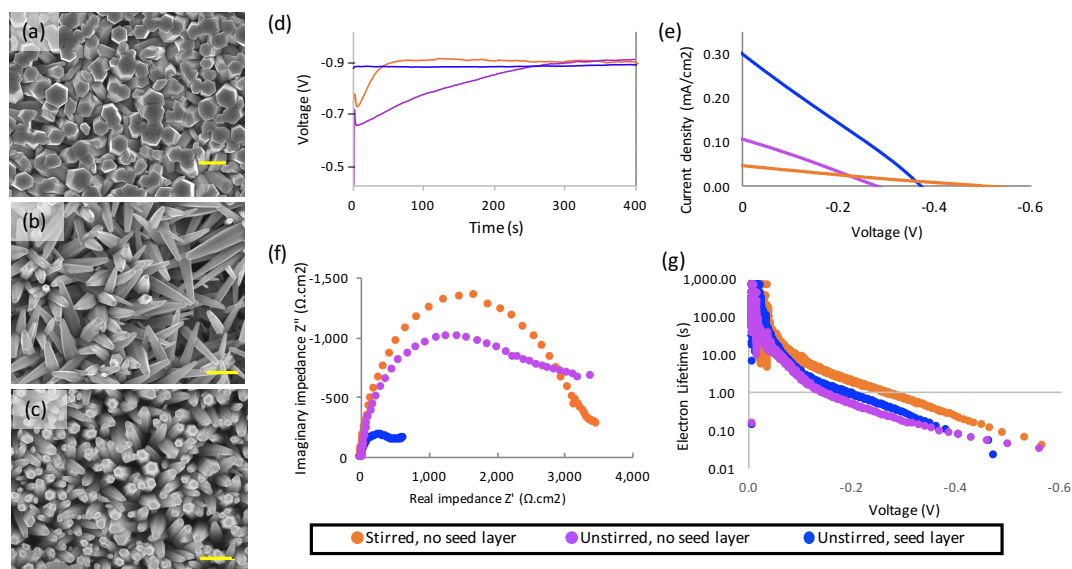 (a)
(b)
(c)
(d)
Voltage (V)
-0.9
-0.7
-0.5
0 100 200 300 400
Time (s)
(e)
Current density (mA/cm2)
0.30
0.20
0.10
0.00
0 -0.2 -0.4 -0.6
Voltage (V)
(f)
Imaginary impedance Z'' (Ω.cm2)
-1,500
-1,000
-500
0
0 1,000 2,000 3,000 4,000
Real impedance Z' (Ω.cm2)
(g)
Electron Lifetime (s)
1,000.00
100.00
10.00
1.00
0.10
0.01
0.0 -0.2 -0.4 -0.6
Voltage (V)
Stirred, no seed layer Unstirred, no seed layer Unstirred, seed layer